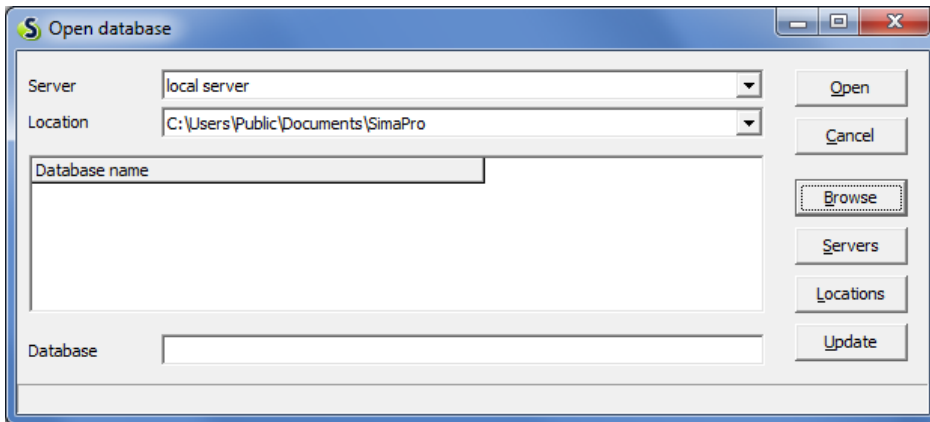 Open database
Server
local server
Open
Location
C:\Users\Public\Documents\SimaPro
Cancel
Database name
Browse
Servers
Locations
Database
Update